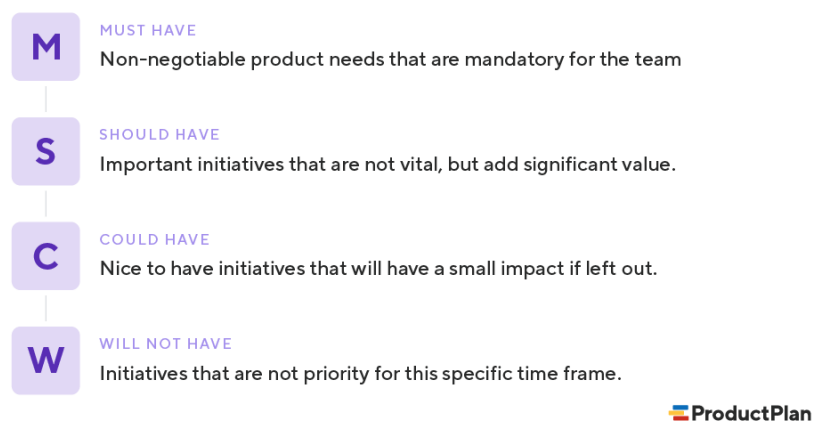 M
MUST HAVE
Non-negotiable product needs that are mandatory for the team
S
SHOULD HAVE
Important initiatives that are not vital, but add significant value.
C
COULD HAVE
Nice to have initiatives that will have a small impact if left out.
W
WILL NOT HAVE
Initiatives that are not priority for this specific time frame.
ProductPlan